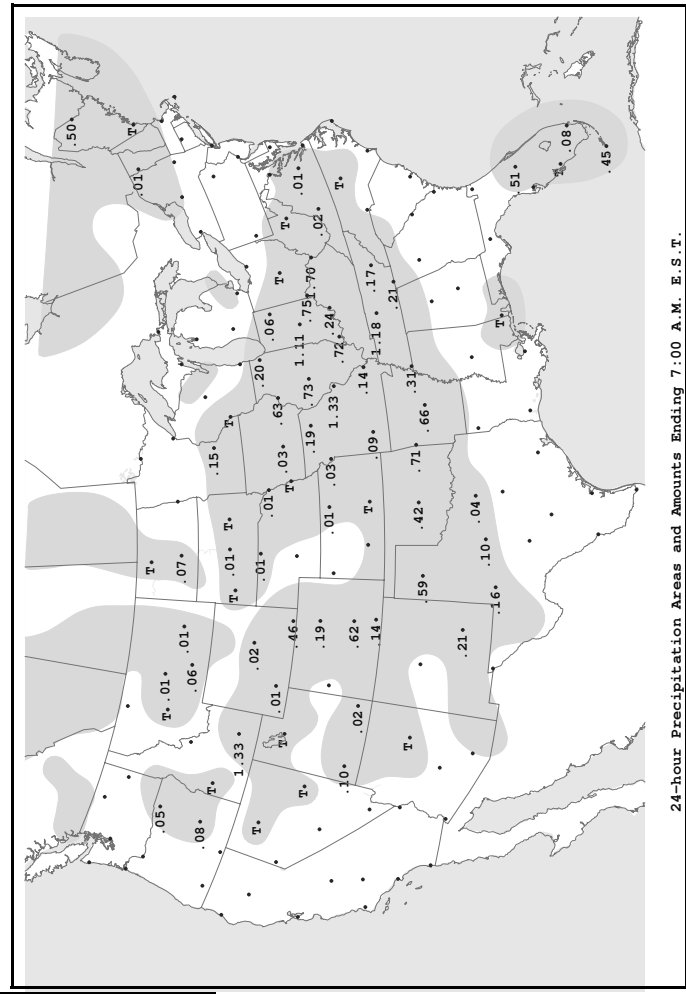 .50
T
.01
T
.05
.01
T
.07
.01
.06
.08
T
.15
T
T
.01
T
1.33
.02
T
.20
.01
.01
.06
.01
.63
T
T
T
.03
T
.46
.01
1.11
T
.75
.73
1.70
.19
.02
.19
.01
.24
.03
1.33
T
.72
.10
.62
.02
.14
T
.17
.09
.14
1.18
.21
T
.31
.71
.42
.66
.59
.21
.04
.10
.16
T
.51
T
.08
.45
24-hour Precipitation Areas and Amounts Ending 7:00 A.M. E.S.T.